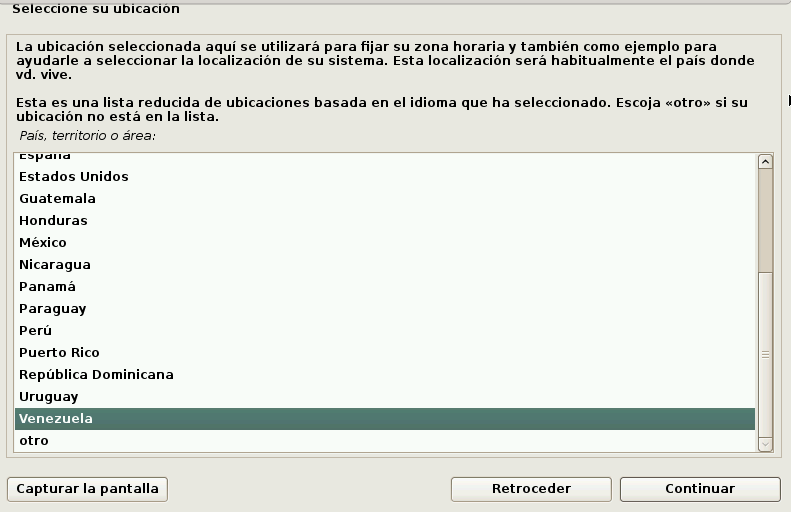 Seleccione su ubicación
La ubicación seleccionada aquí se utilizará para fijar su zona horaria y también como ejemplo para
ayudarle a seleccionar la localización de su sistema. Esta localización será habitualmente el país donde
vd. vive.
Esta es una lista reducida de ubicaciones basada en el idioma que ha seleccionado. Escoja «otro» si su
ubicación no está en la lista.
País, territorio o área:
España
Estados Unidos
Guatemala
Honduras
México
Nicaragua
Panamá
Paraguay
Perú
Puerto Rico
República Dominicana
Uruguay
Venezuela
otro
Capturar la pantalla
Retroceder
Continuar